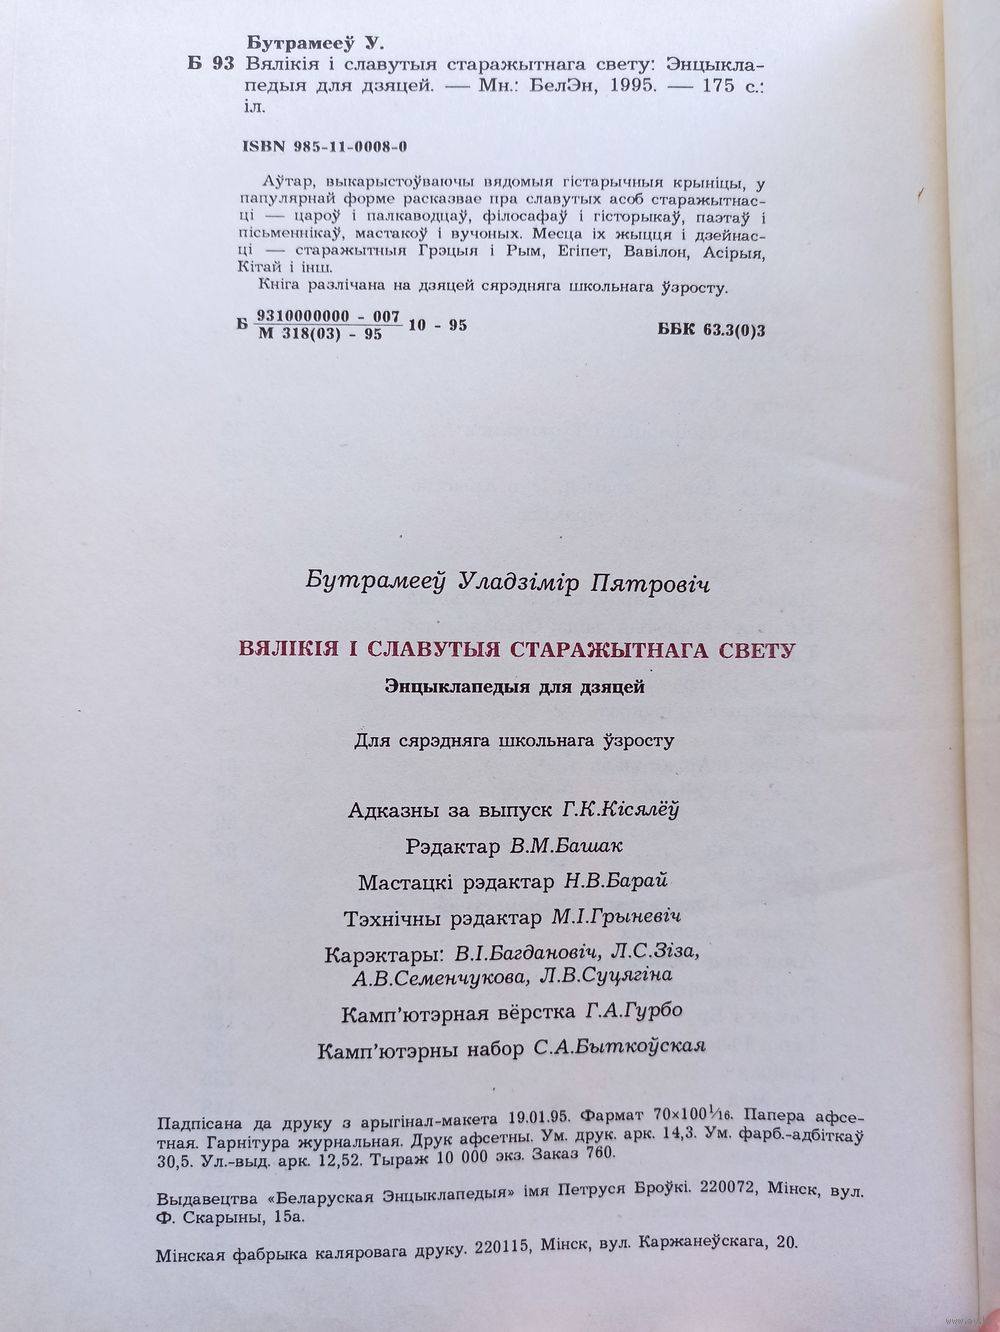 Бутрамееў У.
Б 93 Вялікія і славутыя старажытнага свету: Энцыкла-
педыя для дзяцей. — Мн.: БелЭн, 1995. — 175 с.:
іл.
ISBN 985-11-0008-0
Аўтар, выкарыстоўваючы вядомыя гістарычныя крыніцы, у
папулярнай форме расказвае пра славутых асоб старажытнас-
ці — цароў і палкаводцаў, філосафаў і гісторыкаў, паэтаў і
пісьменнікаў, мастакоў і вучоных. Месца іх жыцця і дзейнас-
ці — старажытныя Грэцыя і Рым, Егіпет, Вавілон, Асірыя,
Кітай і інш.
Кніга разлічана на дзяцей сярэдняга школьнага ўзросту.
Б 9310000000 - 007
М 318(03) - 95 10 - 95 ББК 63.3(0)3
Бутрамееў Уладзімір Пятровіч
ВЯЛІКІЯ І СЛАВУТЫЯ СТАРАЖЫТНАГА СВЕТУ
Энцыклапедыя для дзяцей
Для сярэдняга школьнага ўзросту
Адказны за выпуск Г.К.Кісялёў
Рэдактар В.М.Башак
Мастацкі рэдактар Н.В.Барай
Тэхнічны рэдактар М.І.Грыневіч
Карэктары: В.І.Багдановіч, Л.С.Зіза,
А.В.Семенчукова, Л.В.Суцягіна
Камп'ютэрная вёрстка Г.А.Гурбо
Камп'ютэрны набор С.А.Быткоўская
Падпісана да друку з арыгінал-макета 19.01.95. Фармат 70×100 1/16. Папера афсе-
тная. Гарнітура журнальная. Друк афсетны. Ум. друк. арк. 14,3. Ум. фарб.-адбіткаў
30,5. Ул.-выд. арк. 12,52. Тыраж 10 000 экз. Заказ 760.
Выдавецтва «Беларуская Энцыклапедыя» імя Петруся Броўкі. 220072, Мінск, вул.
Ф. Скарыны, 15а.
Мінская фабрыка каляровага друку. 220115, Мінск, вул. Каржанеўскага, 20.